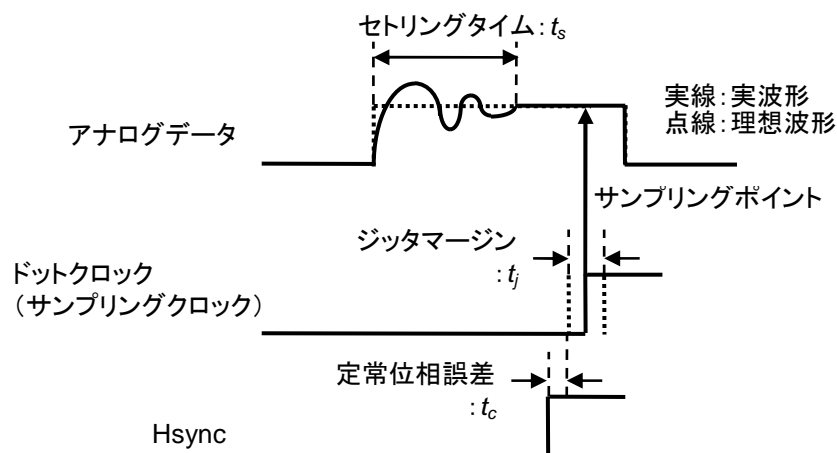 セトリングタイム：ts
実線：実波形
点線：理想波形
アナログデータ
サンプリングポイント
ジッタマージン
：tj
ドットクロック
（サンプリングクロック）
定常位相誤差
：tc
Hsync